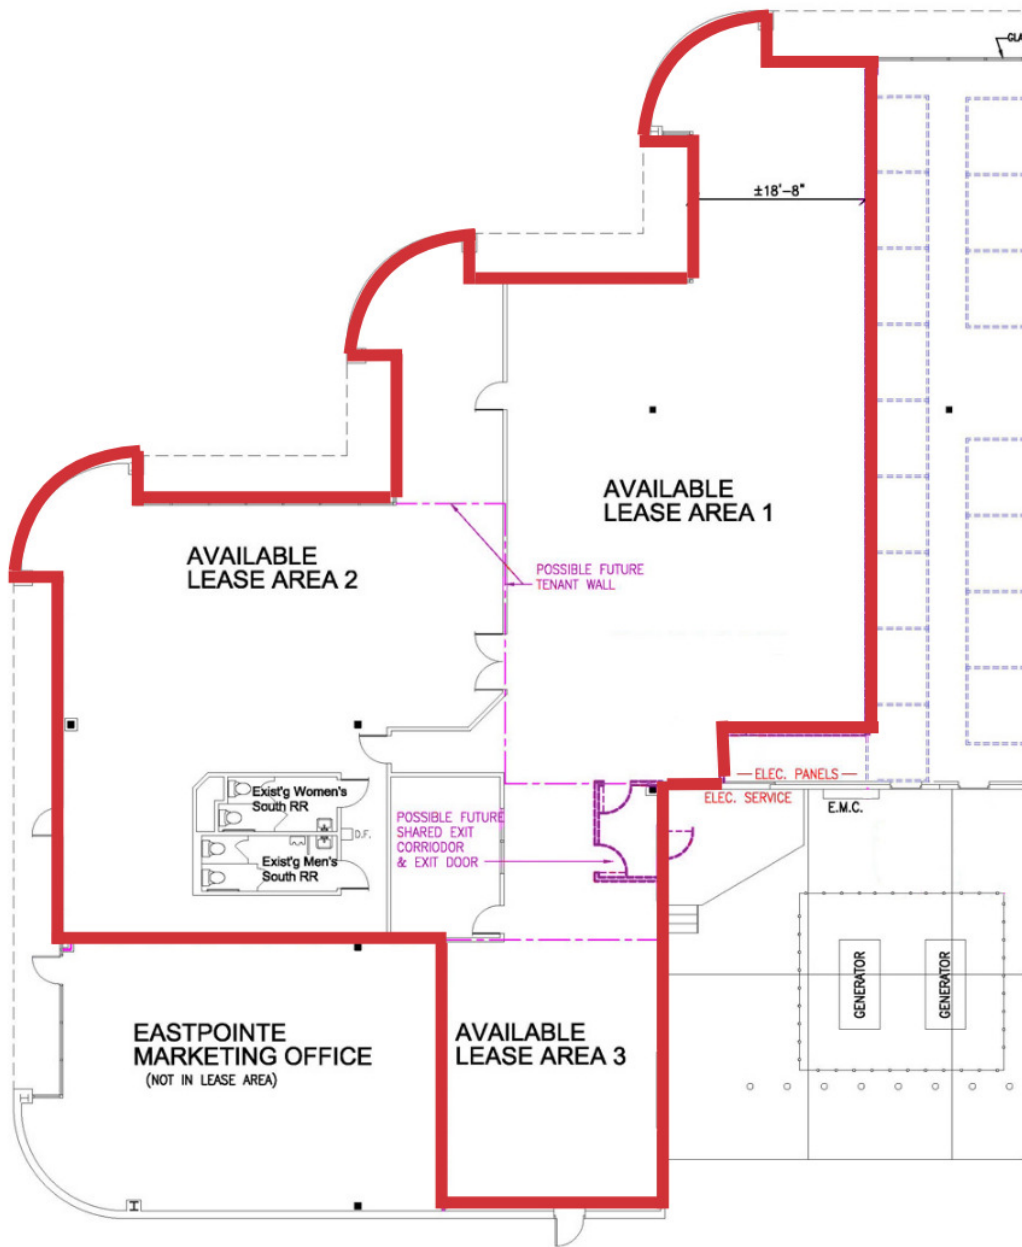 GLA
±18'-8"
AVAILABLE
LEASE AREA 1
AVAILABLE
LEASE AREA 2
POSSIBLE FUTURE
TENANT WALL
ELEC. PANELS
ELEC. SERVICE
E.M.C.
Exist'g Women's
South RR
D.F.
POSSIBLE FUTURE
SHARED EXIT
CORRIODOR
& EXIT DOOR
Exist'g Men's
South RR
GENERATOR
GENERATOR
EASTPOINTE
MARKETING OFFICE
(NOT IN LEASE AREA)
AVAILABLE
LEASE AREA 3